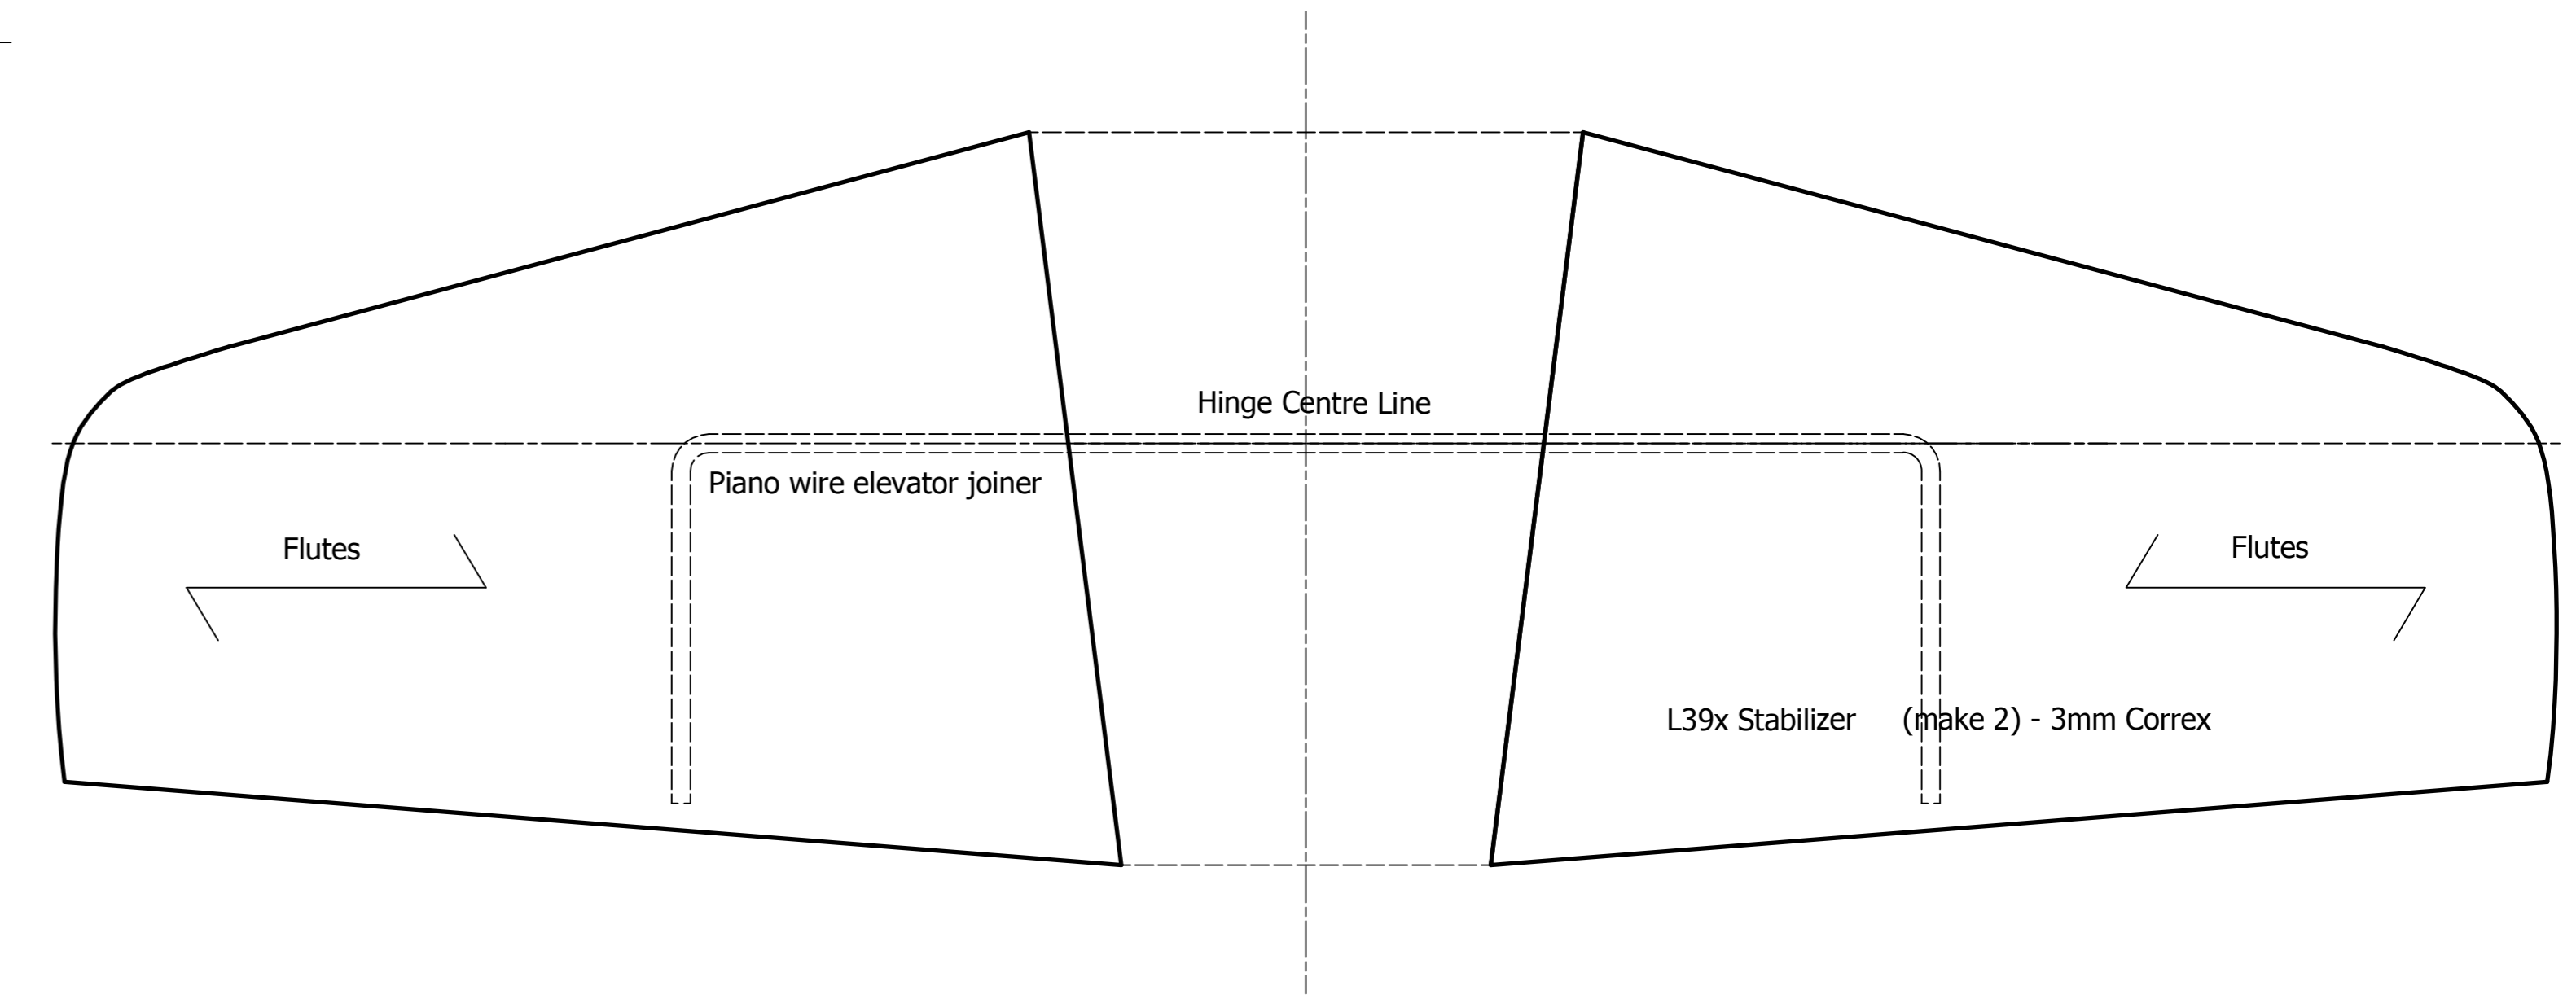 Hinge Centre Line
Piano wire elevator joiner
Flutes
Flutes
L39x Stabilizer (make 2) - 3mm Correx